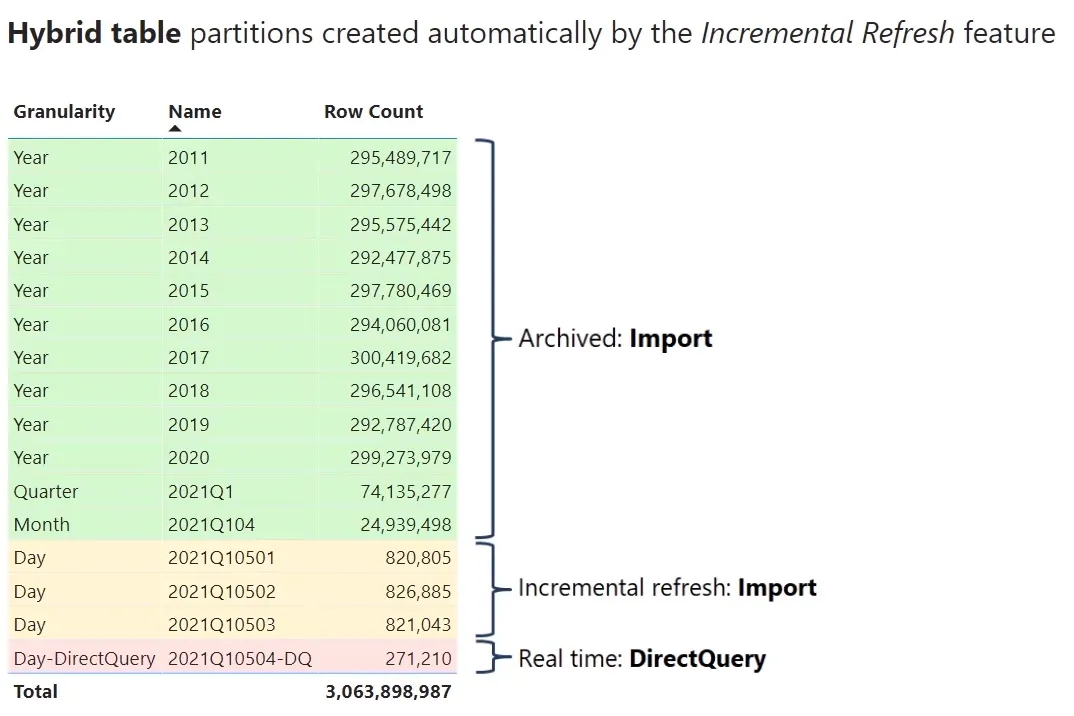 Hybrid table partitions created automatically by the Incremental Refresh feature
Granularity Name Row Count
Year 2011 295,489,717
Year 2012 297,678,498
Year 2013 295,575,442
Year 2014 292,477,875
Year 2015 297,780,469
Year 2016 294,060,081
Year 2017 300,419,682
Year 2018 296,541,108
Year 2019 292,787,420
Year 2020 299,273,979
Quarter 2021Q1 74,135,277
Month 2021Q104 24,939,498
Archived: Import
Day 2021Q10501 820,805
Day 2021Q10502 826,885
Day 2021Q10503 821,043
Incremental refresh: Import
Day-DirectQuery 2021Q10504-DQ 271,210
Real time: DirectQuery
Total 3,063,898,987